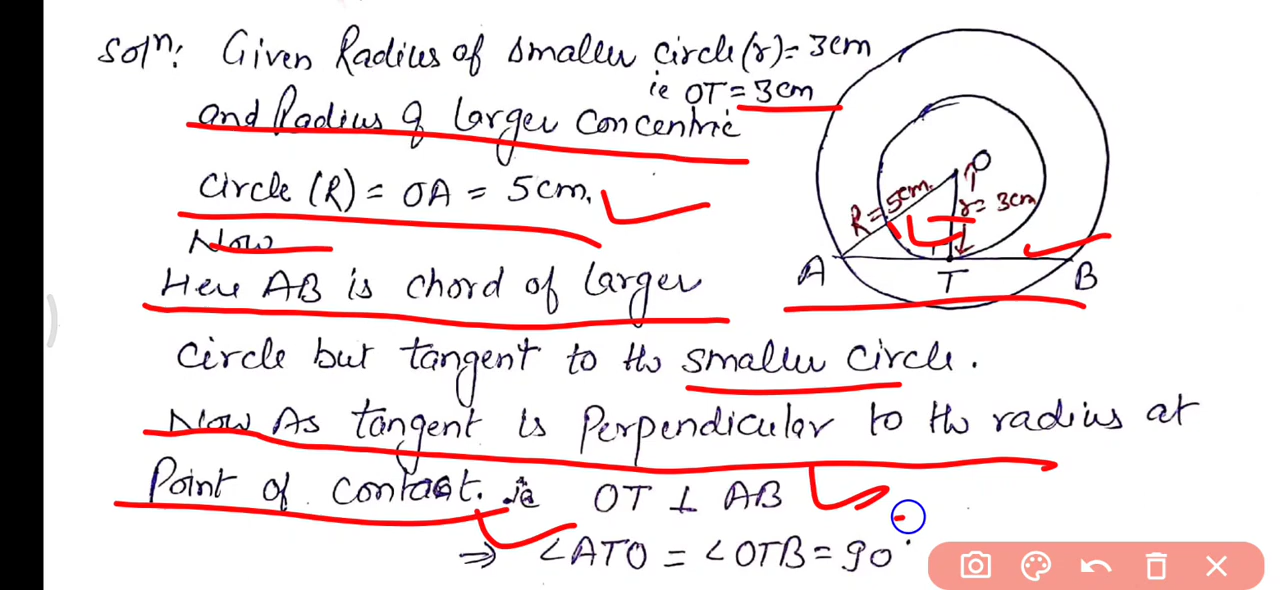 Solⁿ: Given Radius of smaller circle (r) = 3cm
ie OT = 3cm
and Radius of larger concentric
circle (R) = OA = 5cm.
Now
Here AB is chord of larger
circle but tangent to the smaller circle.
Now As tangent is perpendicular to the radius at
Point of contact. ie OT ⊥ AB
⇒ ∠ATO = ∠OTB = 90°
O
R = 5cm.
r = 3cm
A T B